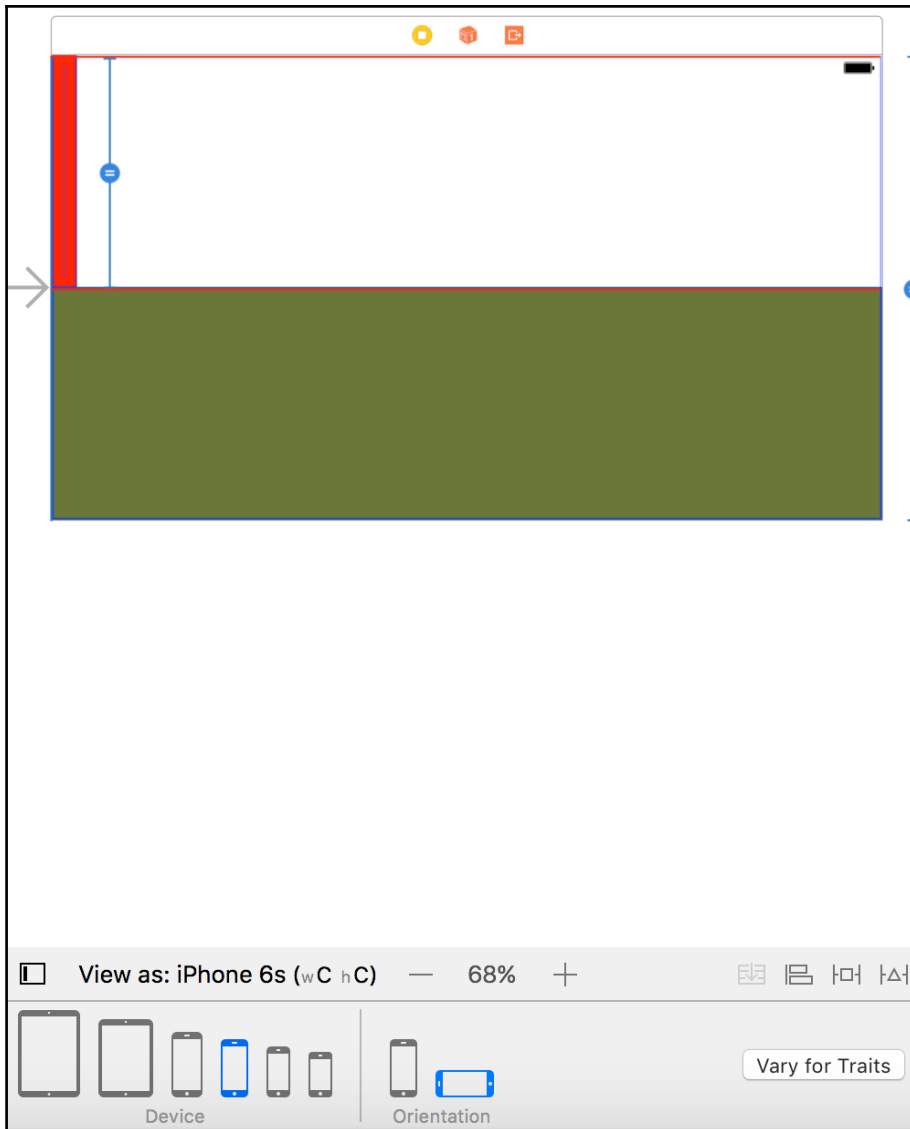 View as: iPhone 6s (wC hC) — 68% +
Vary for Traits
Device
Orientation